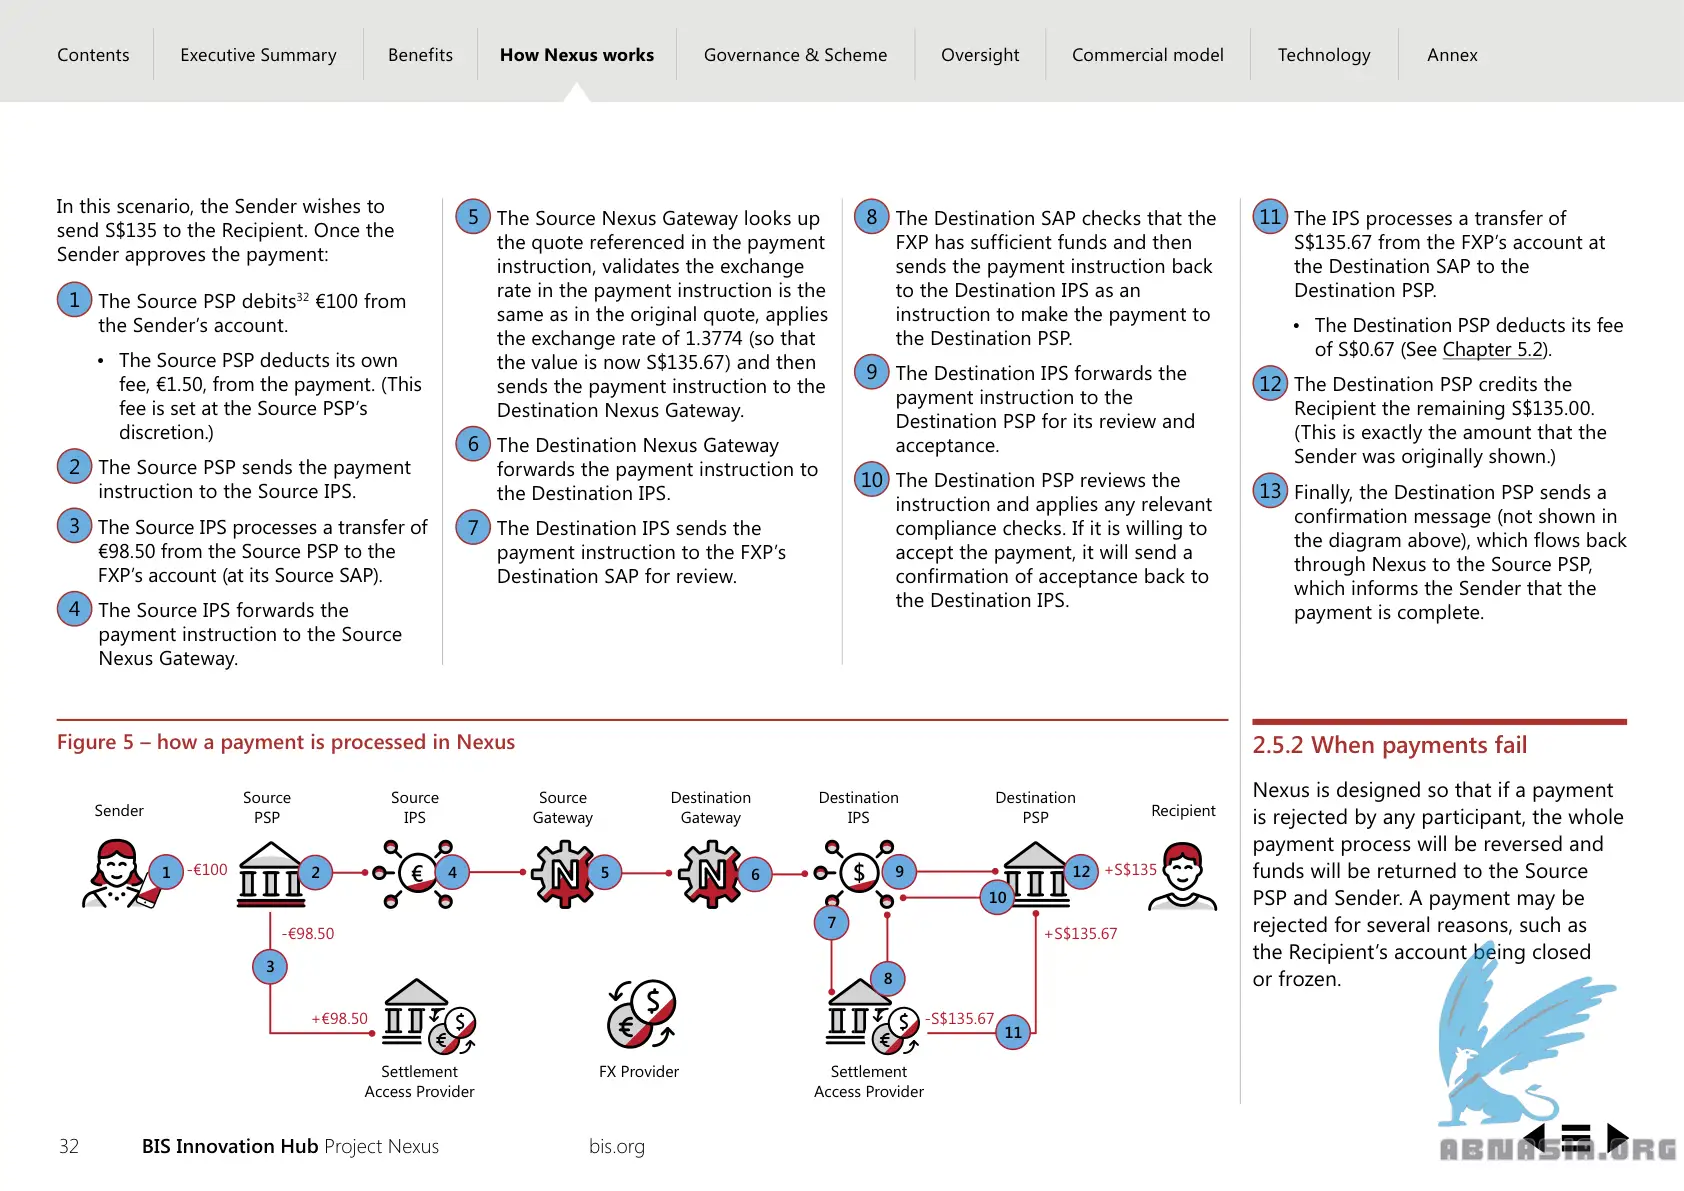 Contents
Executive Summary
Benefits
How Nexus works
Governance & Scheme
Oversight
Commercial model
Technology
Annex
In this scenario, the Sender wishes to
send S$135 to the Recipient. Once the
Sender approves the payment:
1 The Source PSP debits³² €100 from
the Sender's account.
• The Source PSP deducts its own
fee, €1.50, from the payment. (This
fee is set at the Source PSP's
discretion.)
2 The Source PSP sends the payment
instruction to the Source IPS.
3 The Source IPS processes a transfer of
€98.50 from the Source PSP to the
FXP's account (at its Source SAP).
4 The Source IPS forwards the
payment instruction to the Source
Nexus Gateway.
5 The Source Nexus Gateway looks up
the quote referenced in the payment
instruction, validates the exchange
rate in the payment instruction is the
same as in the original quote, applies
the exchange rate of 1.3774 (so that
the value is now S$135.67) and then
sends the payment instruction to the
Destination Nexus Gateway.
6 The Destination Nexus Gateway
forwards the payment instruction to
the Destination IPS.
7 The Destination IPS sends the
payment instruction to the FXP's
Destination SAP for review.
8 The Destination SAP checks that the
FXP has sufficient funds and then
sends the payment instruction back
to the Destination IPS as an
instruction to make the payment to
the Destination PSP.
9 The Destination IPS forwards the
payment instruction to the
Destination PSP for its review and
acceptance.
10 The Destination PSP reviews the
instruction and applies any relevant
compliance checks. If it is willing to
accept the payment, it will send a
confirmation of acceptance back to
the Destination IPS.
11 The IPS processes a transfer of
S$135.67 from the FXP's account at
the Destination SAP to the
Destination PSP.
• The Destination PSP deducts its fee
of S$0.67 (See Chapter 5.2).
12 The Destination PSP credits the
Recipient the remaining S$135.00.
(This is exactly the amount that the
Sender was originally shown.)
13 Finally, the Destination PSP sends a
confirmation message (not shown in
the diagram above), which flows back
through Nexus to the Source PSP,
which informs the Sender that the
payment is complete.
Figure 5 – how a payment is processed in Nexus
Sender
Source
PSP
Source
IPS
Source
Gateway
Destination
Gateway
Destination
IPS
Destination
PSP
Recipient
1
-€100
2
€
4
N
5
N
6
$
9
12
+S$135
10
7
-€98.50
+S$135.67
3
8
+€98.50
$
€
$
€
$
€
-S$135.67
11
Settlement
Access Provider
FX Provider
Settlement
Access Provider
2.5.2 When payments fail
Nexus is designed so that if a payment
is rejected by any participant, the whole
payment process will be reversed and
funds will be returned to the Source
PSP and Sender. A payment may be
rejected for several reasons, such as
the Recipient's account being closed
or frozen.
32
BIS Innovation Hub Project Nexus
bis.org
ABNASIA.ORG